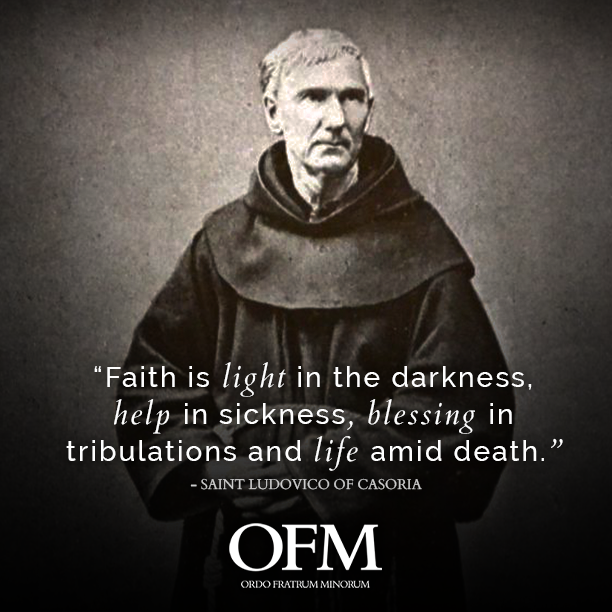 “Faith is light in the darkness,
help in sickness, blessing in
tribulations and life amid death.”
– SAINT LUDOVICO OF CASORIA
OFM
ORDO FRATRUM MINORUM